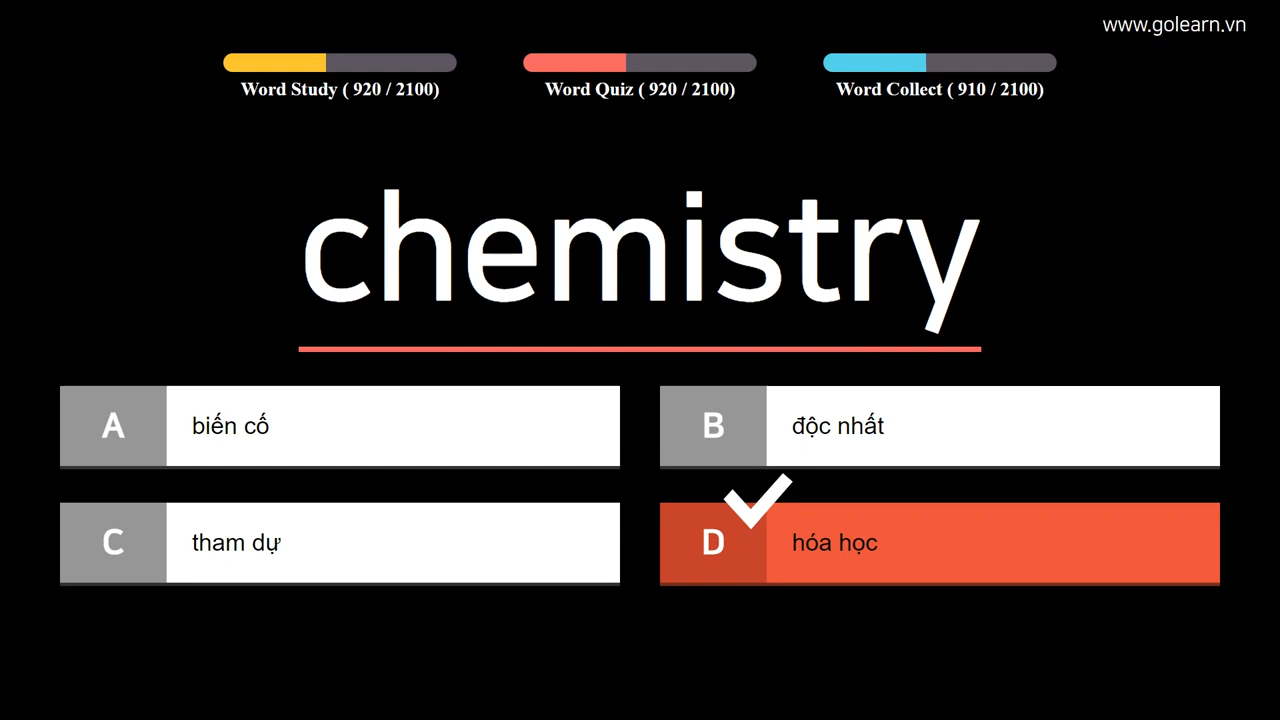 www.golearn.vn
Word Study ( 920 / 2100)
Word Quiz ( 920 / 2100)
Word Collect ( 910 / 2100)
chemistry
A biến cố
B độc nhất
C tham dự
D hóa học